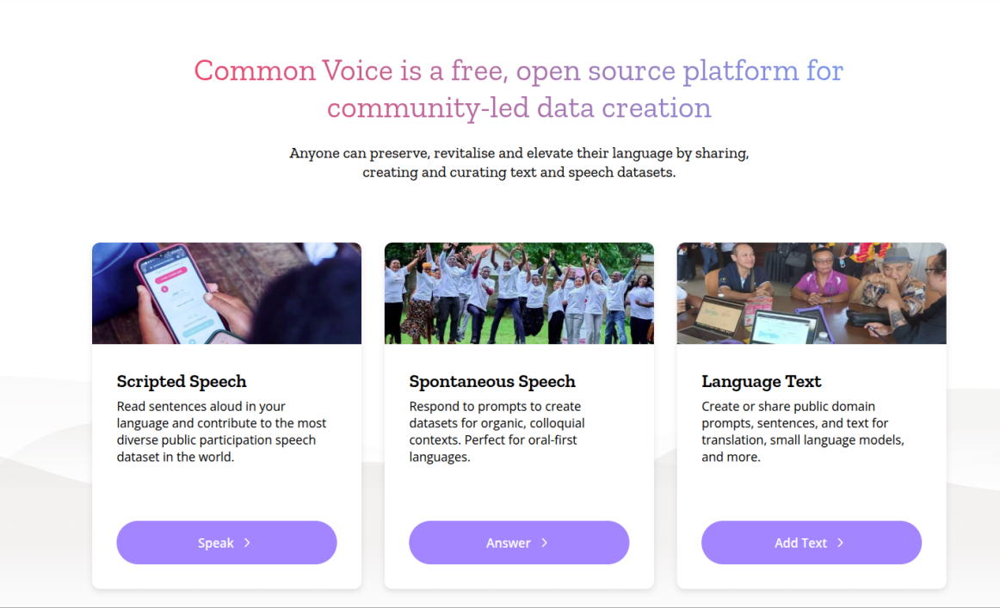 Common Voice is a free, open source platform for
community-led data creation
Anyone can preserve, revitalise and elevate their language by sharing,
creating and curating text and speech datasets.
Scripted Speech
Read sentences aloud in your
language and contribute to the most
diverse public participation speech
dataset in the world.
Speak
Spontaneous Speech
Respond to prompts to create
datasets for organic, colloquial
contexts. Perfect for oral-first
languages.
Answer
Language Text
Create or share public domain
prompts, sentences, and text for
translation, small language models,
and more.
Add Text